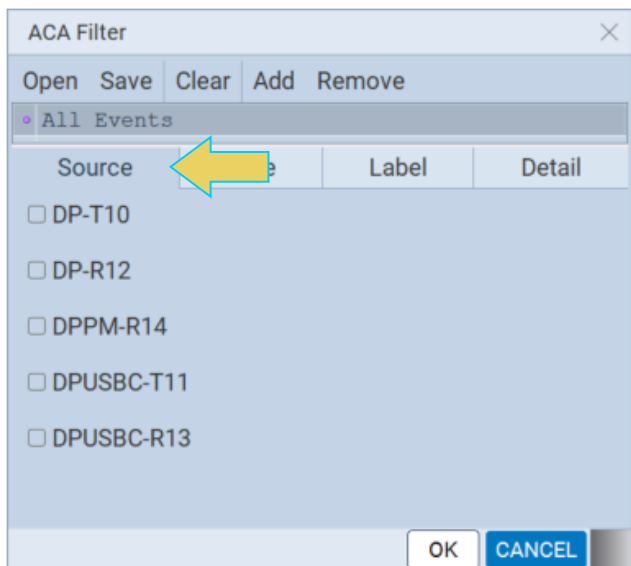 ACA Filter
Open Save Clear Add Remove
All Events
Source Label Detail
DP-T10
DP-R12
DPPM-R14
DPUSBC-T11
DPUSBC-R13
OK CANCEL